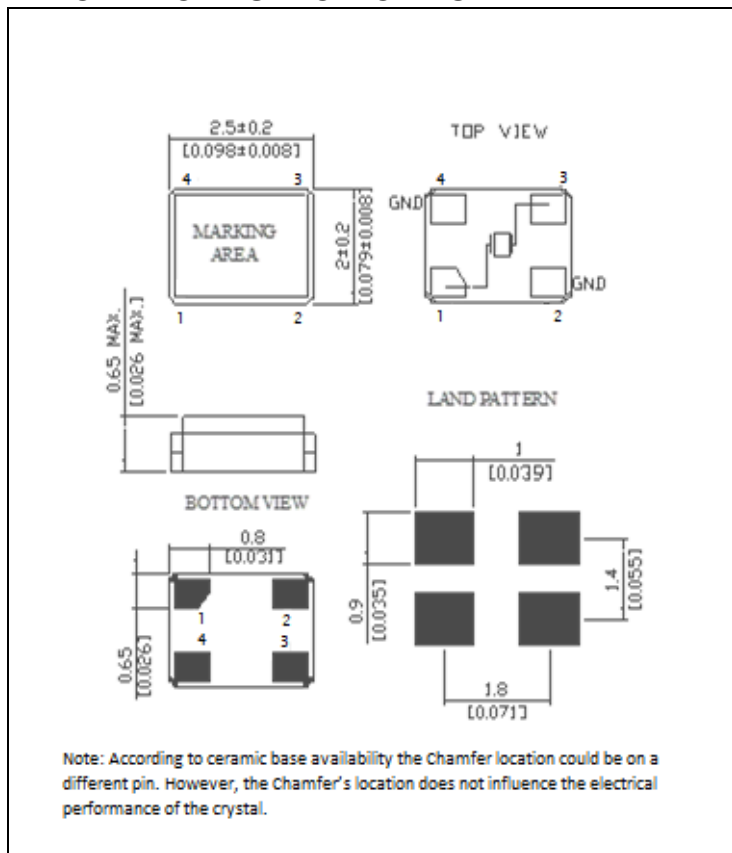 2.5±0.2
[0.098±0.008]
TOP VIEW
4
3
4
3
GND
MARKING
AREA
2±0.2
[0.079±0.008]
GND
1
2
1
2
0.65 MAX.
[0.026 MAX.]
LAND PATTERN
1
[0.039]
BOTTOM VIEW
0.8
[0.031]
1
2
4
3
0.65
[0.026]
0.9
[0.035]
1.4
[0.055]
1.8
[0.071]
Note: According to ceramic base availability the Chamfer location could be on a
different pin. However, the Chamfer's location does not influence the electrical
performance of the crystal.